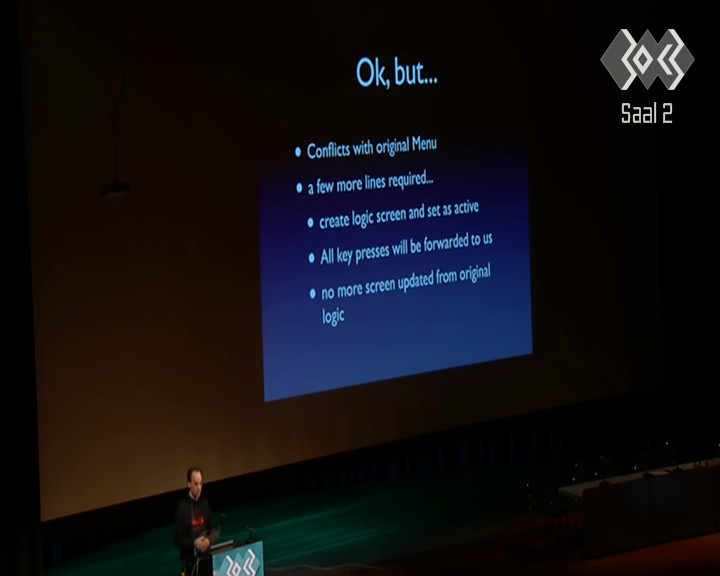 Ok, but...
Saal 2
• Conflicts with original Menu
• a few more lines required...
• create logic screen and set as active
• All key presses will be forwarded to us
• no more screen updated from original
logic